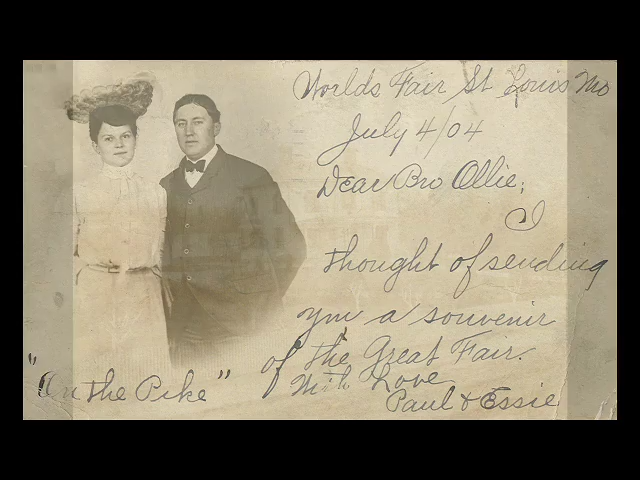 Worlds Fair St Louis Mo
July 4/04
Dear Bro Ollie;
I
thought of sending
you a souvenir
of the Great Fair.
With Love
Paul & Essie
"On the Pike"